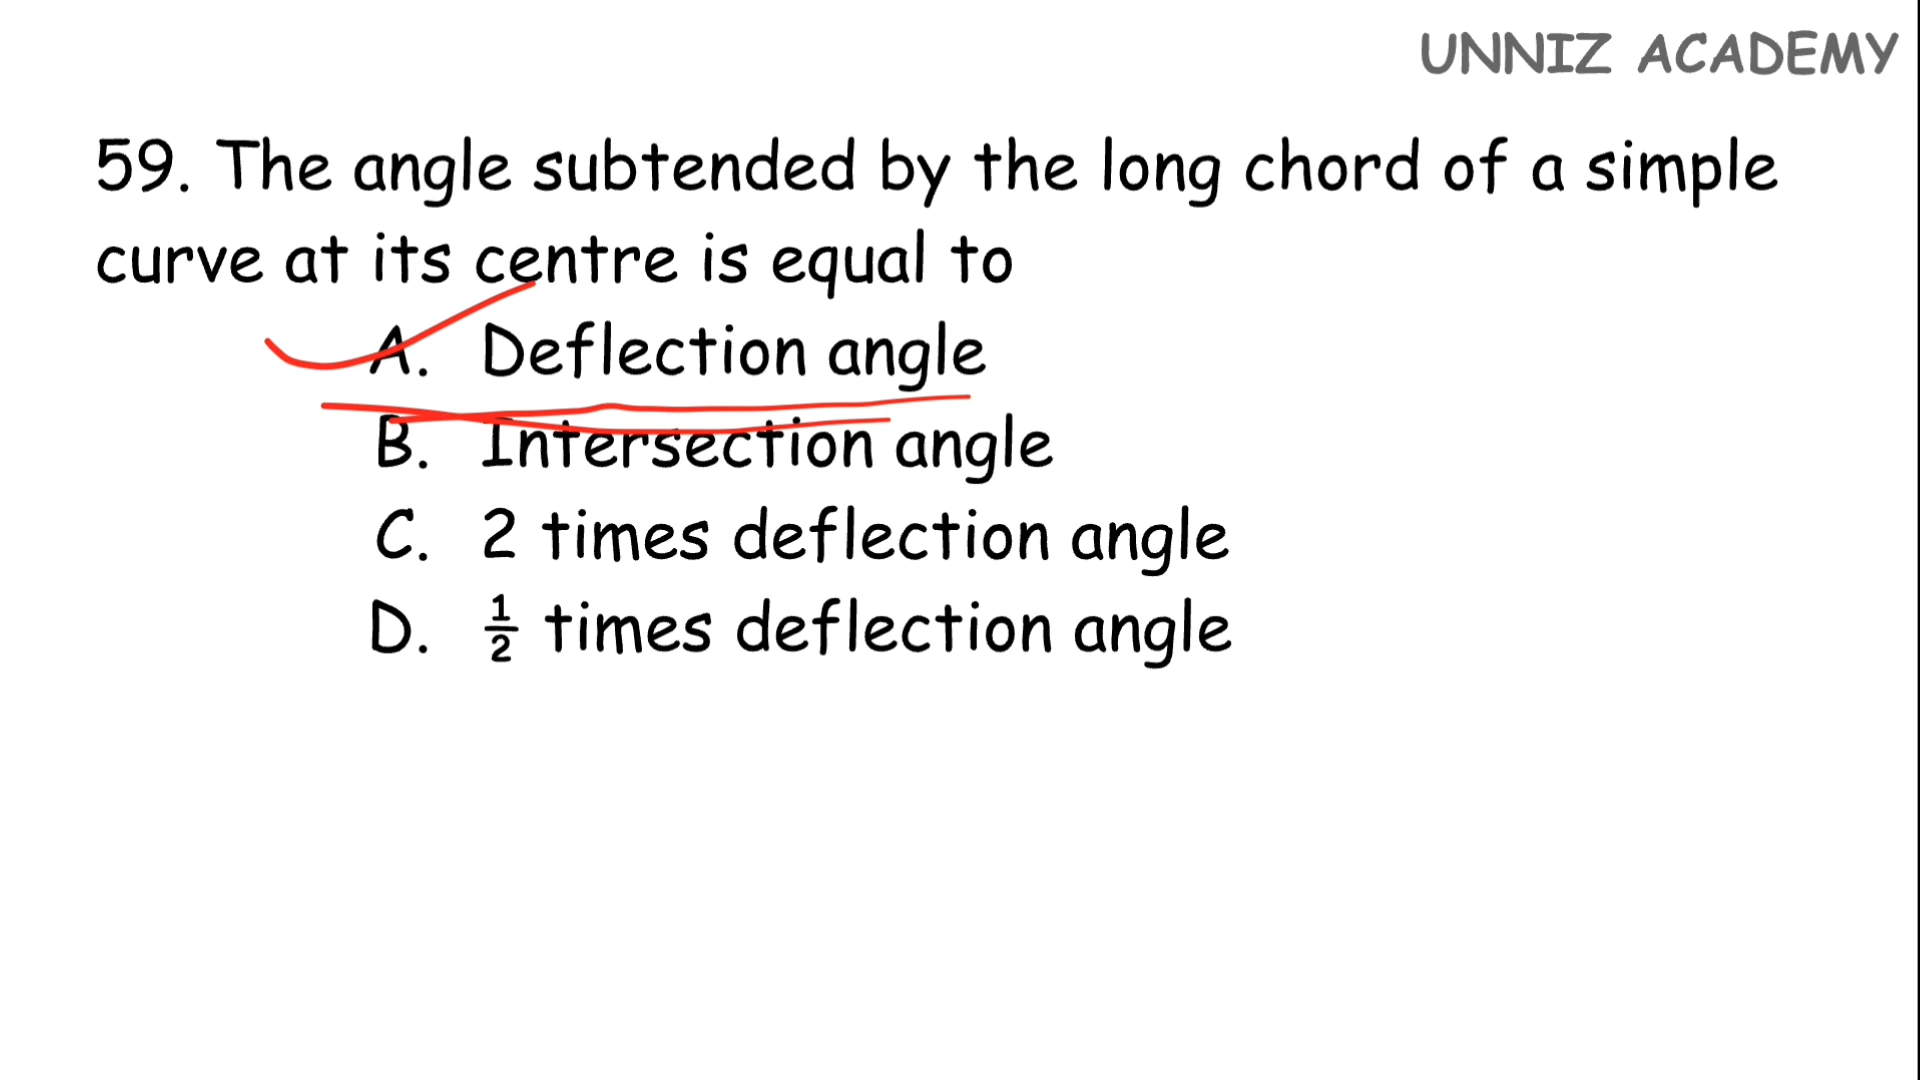 UNNIZ ACADEMY
59. The angle subtended by the long chord of a simple
curve at its centre is equal to
A. Deflection angle
B. Intersection angle
C. 2 times deflection angle
D. ½ times deflection angle